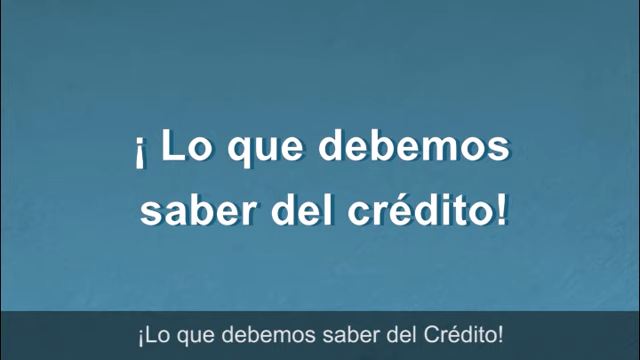 ¡ Lo que debemos
saber del crédito!
¡Lo que debemos saber del Crédito!